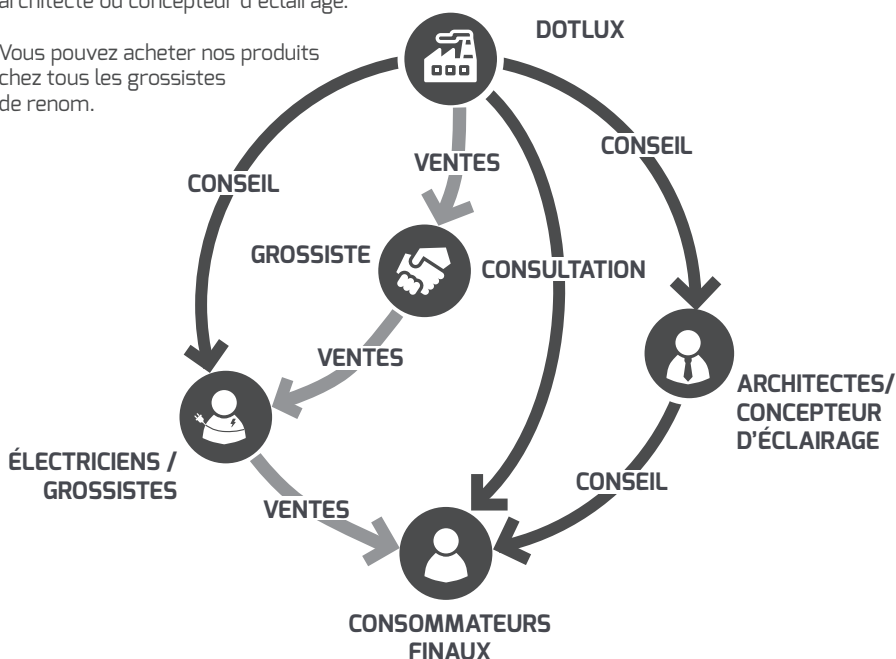 architecte ou concepteur d'éclairage.
Vous pouvez acheter nos produits
chez tous les grossistes
de renom.
DOTLUX
CONSEIL
VENTES
CONSEIL
GROSSISTE
CONSULTATION
VENTES
ARCHITECTES/
CONCEPTEUR
D'ÉCLAIRAGE
ÉLECTRICIENS /
GROSSISTES
VENTES
CONSEIL
CONSOMMATEURS
FINAUX